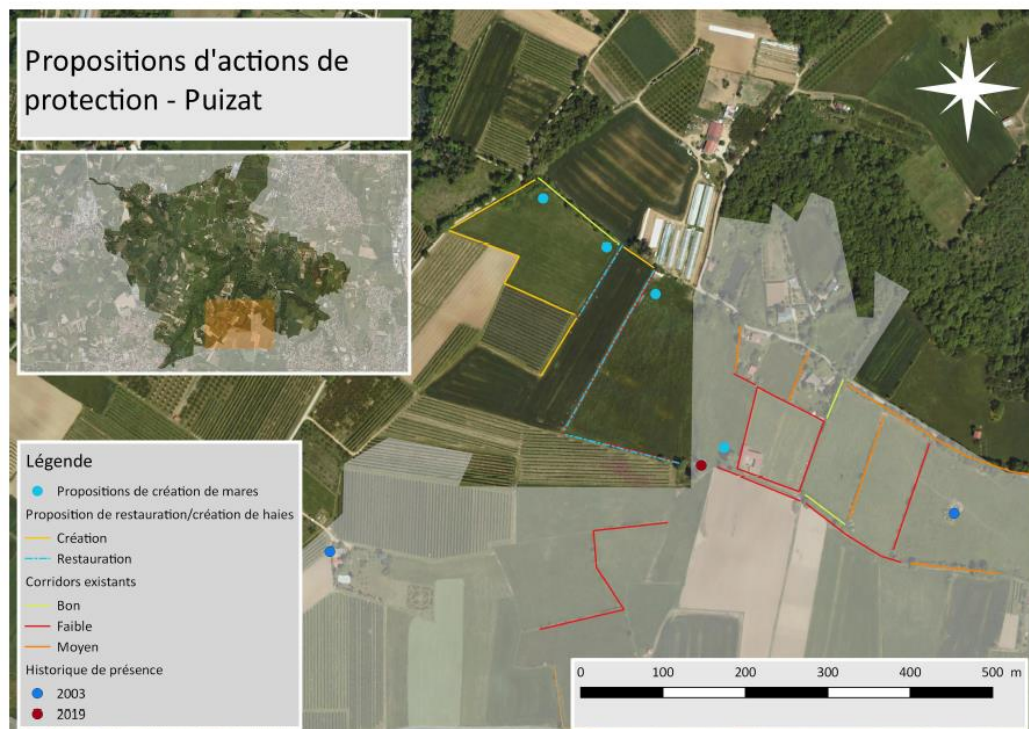 Propositions d'actions de
protection - Puizat
Légende
Propositions de création de mares
Proposition de restauration/création de haies
Création
Restauration
Corridors existants
Bon
Faible
Moyen
Historique de présence
2003
2019
0 100 200 300 400 500 m